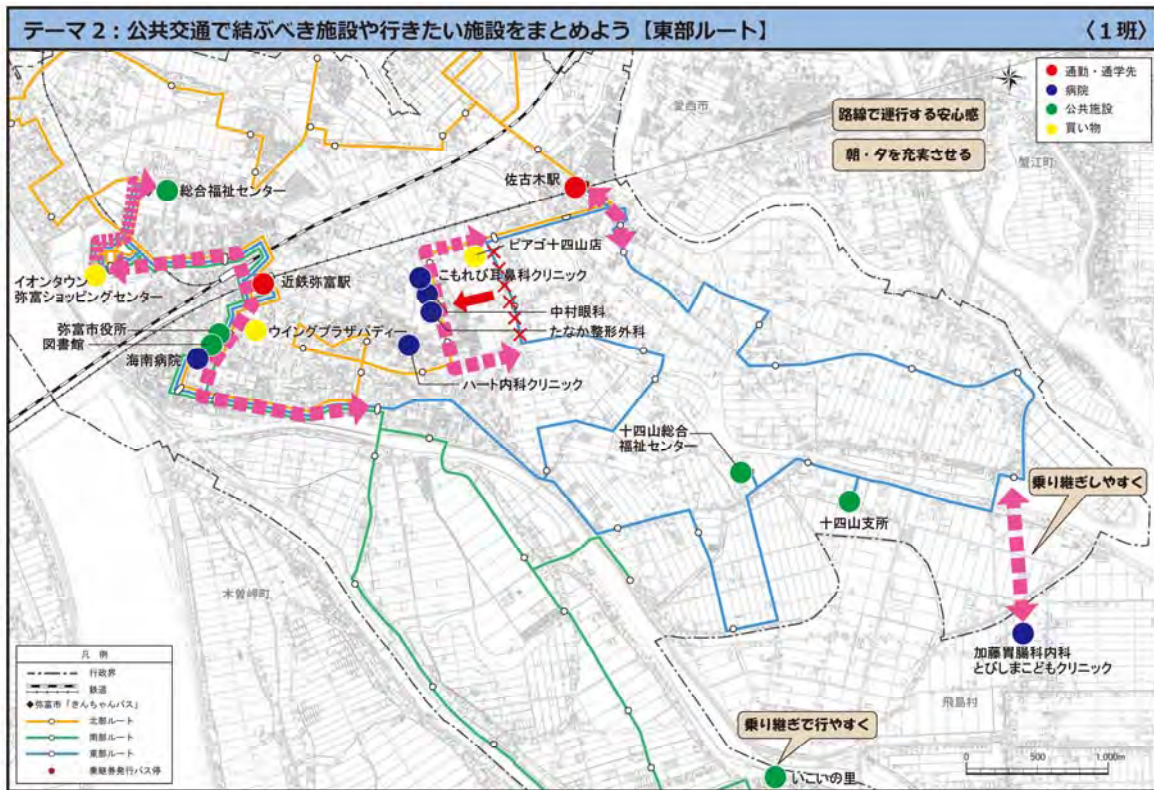 テーマ2:公共交通で結ぶべき施設や行きたい施設をまとめよう【東部ルート】
〈1班〉
通勤・通学先
病院
公共施設
買い物
愛西市
蟹江町
路線で運行する安心感
朝・夕を充実させる
佐古木駅
総合福祉センター
ピアゴ十四山店
イオンタウン
弥富ショッピングセンター
近鉄弥富駅
こもれび耳鼻科クリニック
中村眼科
たなか整形外科
弥富市役所
図書館
海南病院
ウイングプラザパディー
ハート内科クリニック
十四山総合
福祉センター
十四山支所
乗り継ぎしやすく
木曽岬町
加藤胃腸科内科
とびしまこどもクリニック
飛島村
乗り継ぎで行やすく
いこいの里
凡例
行政界
鉄道
◆弥富市「きんちゃんバス」
北部ルート
南部ルート
東部ルート
乗継券発行バス停
0 500 1,000m